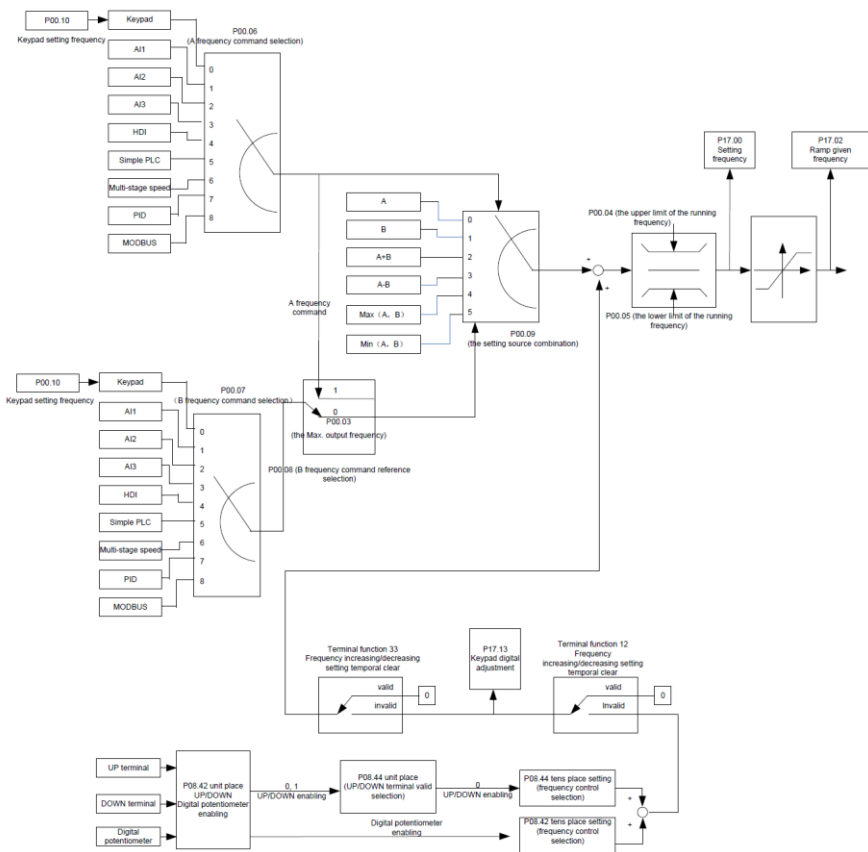 P00.10
Keypad setting frequency
Keypad
AI1
AI2
AI3
HDI
Simple PLC
Multi-stage speed
PID
MODBUS
P00.06
(A frequency command selection)
0
1
2
3
4
5
6
7
8
A frequency
command
A
B
A+B
A-B
Max（A，B）
Min（A，B）
0
1
2
3
4
5
P00.09
(the setting source combination)
+
+
P00.04 (the upper limit of the running
frequency)
P00.05 (the lower limit of the running
frequency)
P17.00
Setting
frequency
P17.02
Ramp given
frequency
P00.10
Keypad setting frequency
Keypad
AI1
AI2
AI3
HDI
Simple PLC
Multi-stage speed
PID
MODBUS
P00.07
（B frequency command selection）
0
1
2
3
4
5
6
7
8
1
0
P00.03
(the Max. output frequency)
P00.08 (B frequency command reference
selection)
Terminal function 33
Frequency increasing/decreasing
setting temporal clear
valid
invalid
0
P17.13
Keypad digital
adjustment
Terminal function 12
Frequency
increasing/decreasing setting
temporal clear
valid
Invalid
0
UP terminal
DOWN terminal
Digital
potentiometer
P08.42 unit place
UP/DOWN
Digital potentiometer
enabling
0, 1
UP/DOWN enabling
P08.44 unit place
(UP/DOWN terminal valid
selection)
0
UP/DOWN enabling
P08.44 tens place setting
(frequency control
selection)
Digital potentiometer
enabling
P08.42 tens place setting
(frequency control
selection)
+
+